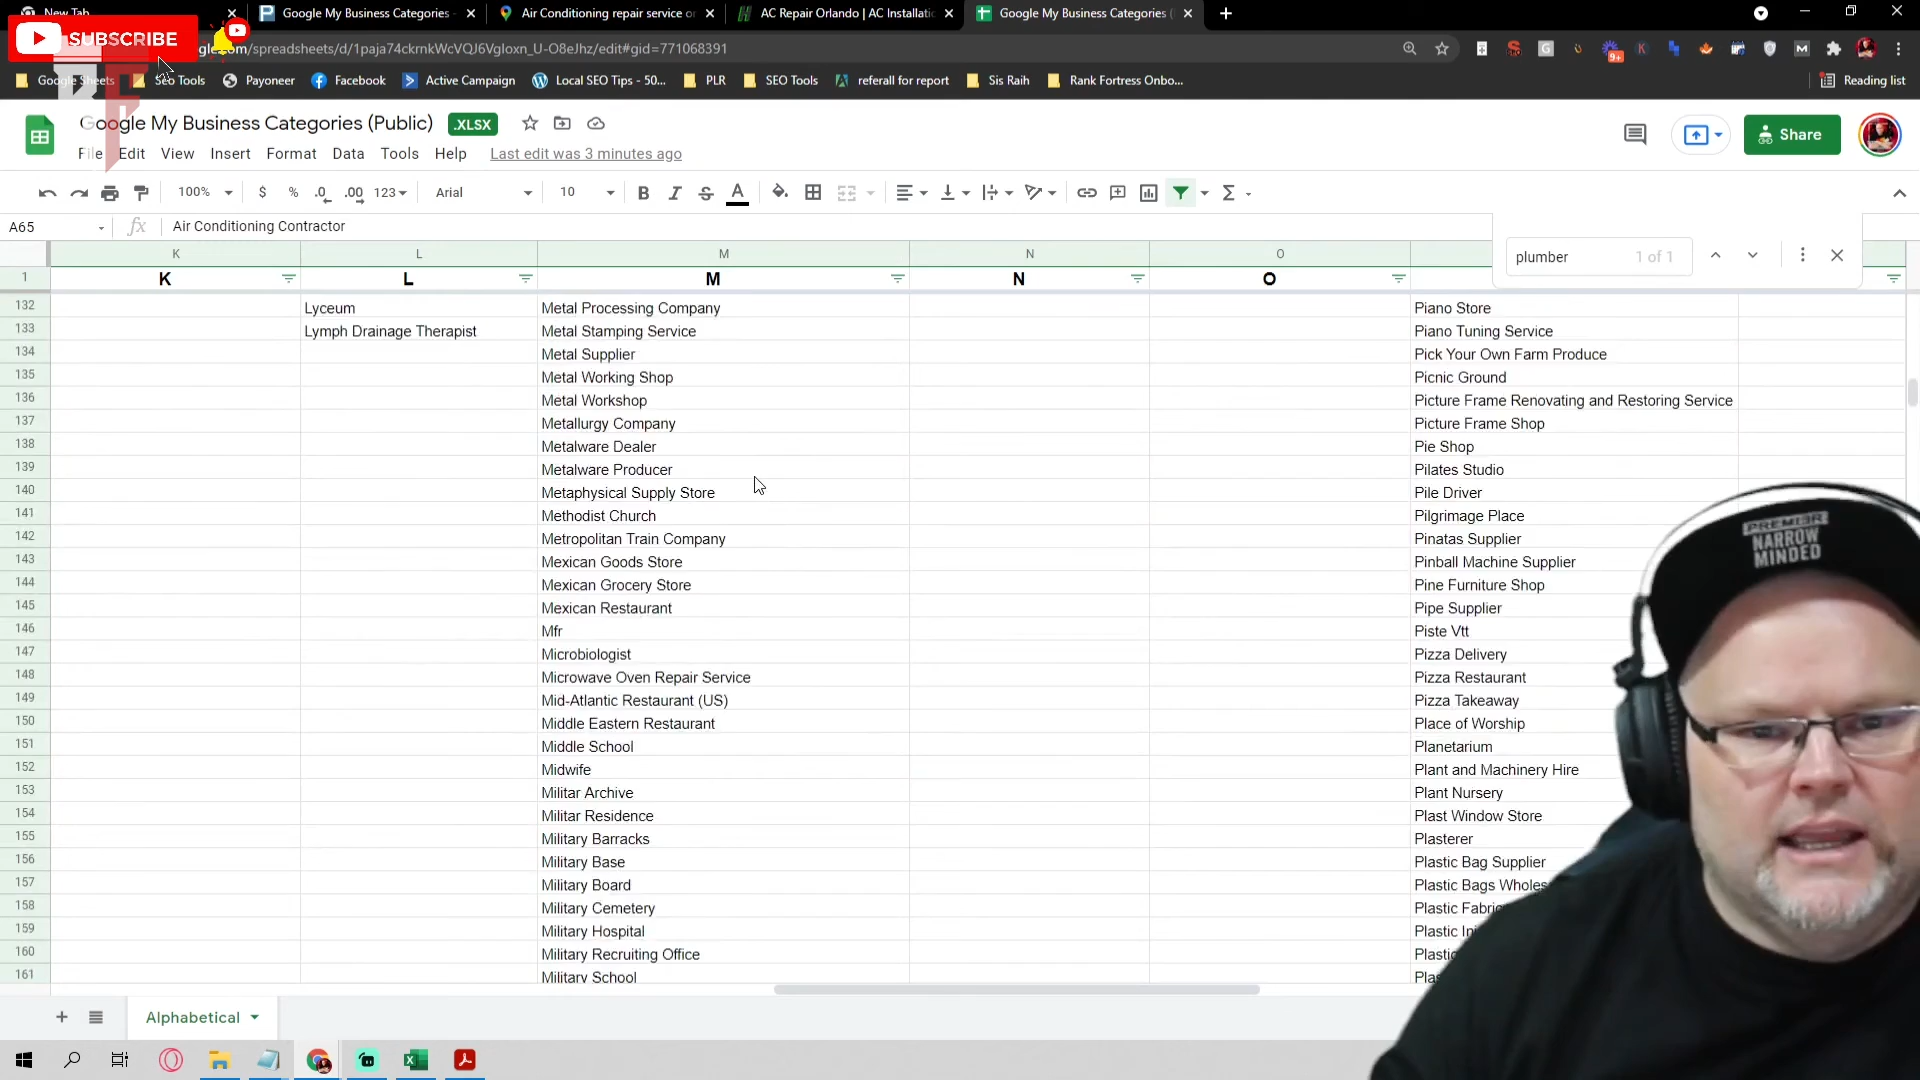 New Tab
Google My Business Categories -
Air Conditioning repair service or
AC Repair Orlando | AC Installatio
Google My Business Categories (
SUBSCRIBE
.com/spreadsheets/d/1paja74ckrnkWcVQJ6Vgloxn_U-O8eJhz/edit#gid=771068391
9+
Google Sheets
Seo Tools
Payoneer
Facebook
Active Campaign
Local SEO Tips - 50...
PLR
SEO Tools
referall for report
Sis Raih
Rank Fortress Onbo...
Reading list
Google My Business Categories (Public)
.XLSX
File Edit View Insert Format Data Tools Help Last edit was 3 minutes ago
Share
100% $ % .0 .00 123 Arial 10 B I S A
A65 fx Air Conditioning Contractor
plumber 1 of 1
K L M N O
1 K L M N O
132 Lyceum Metal Processing Company Piano Store
133 Lymph Drainage Therapist Metal Stamping Service Piano Tuning Service
134 Metal Supplier Pick Your Own Farm Produce
135 Metal Working Shop Picnic Ground
136 Metal Workshop Picture Frame Renovating and Restoring Service
137 Metallurgy Company Picture Frame Shop
138 Metalware Dealer Pie Shop
139 Metalware Producer Pilates Studio
140 Metaphysical Supply Store Pile Driver
141 Methodist Church Pilgrimage Place
142 Metropolitan Train Company Pinatas Supplier
143 Mexican Goods Store Pinball Machine Supplier
144 Mexican Grocery Store Pine Furniture Shop
145 Mexican Restaurant Pipe Supplier
146 Mfr Piste Vtt
147 Microbiologist Pizza Delivery
148 Microwave Oven Repair Service Pizza Restaurant
149 Mid-Atlantic Restaurant (US) Pizza Takeaway
150 Middle Eastern Restaurant Place of Worship
151 Middle School Planetarium
152 Midwife Plant and Machinery Hire
153 Militar Archive Plant Nursery
154 Militar Residence Plast Window Store
155 Military Barracks Plasterer
156 Military Base Plastic Bag Supplier
157 Military Board Plastic Bags Wholes
158 Military Cemetery Plastic Fabric
159 Military Hospital Plastic Inj
160 Military Recruiting Office Plastic
161 Military School Plas
PREMIER
NARROW
MINDED
Alphabetical